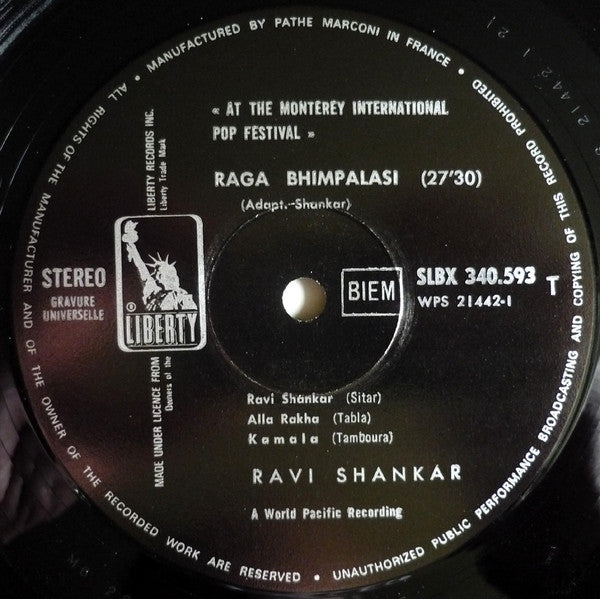 • MANUFACTURED BY PATHE MARCONI IN FRANCE •
ALL RIGHTS OF THE MANUFACTURER AND OF THE OWNER OF THE RECORDED WORK ARE RESERVED • UNAUTHORIZED PUBLIC PERFORMANCE BROADCASTING AND COPYING OF THIS RECORD PROHIBITED
« AT THE MONTEREY INTERNATIONAL
POP FESTIVAL »
RAGA BHIMPALASI (27'30)
(Adapt.-Shankar)
LIBERTY RECORDS INC.
Liberty Trade Mark
MADE UNDER LICENCE FROM
Owners of the
STEREO
GRAVURE
UNIVERSELLE
® LIBERTY
BIEM
SLBX 340.593 T
WPS 21442-1
Ravi Shankar (Sitar)
Alla Rakha (Tabla)
Kamala (Tamboura)
RAVI SHANKAR
A World Pacific Recording